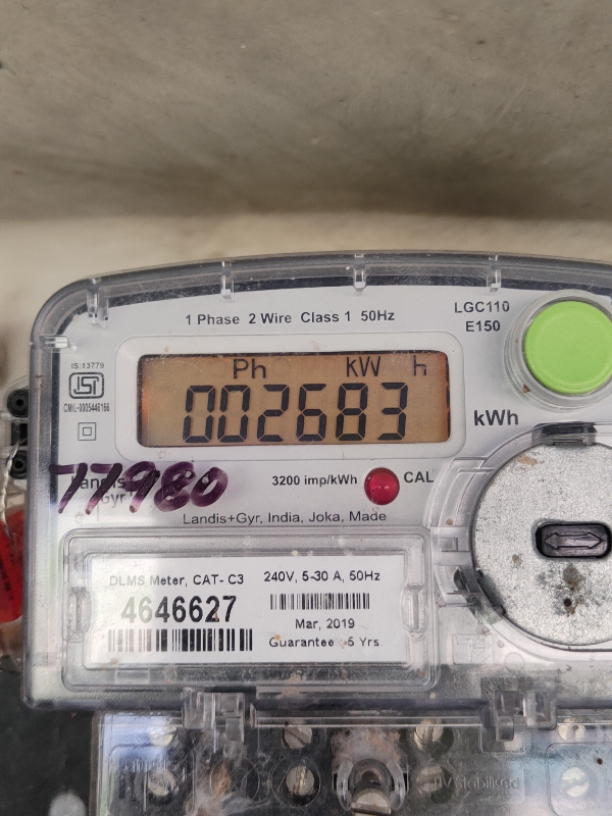 1 Phase 2 Wire Class 1 50Hz
LGC110
E150
IS:13779
ISI
CM/L-0005446166
Ph kW h
002683
kWh
77980
3200 imp/kWh
CAL
Landis+Gyr, India, Joka, Made
DLMS Meter, CAT- C3
4646627
240V, 5-30 A, 50Hz
Mar, 2019
Guarantee 5 Yrs.